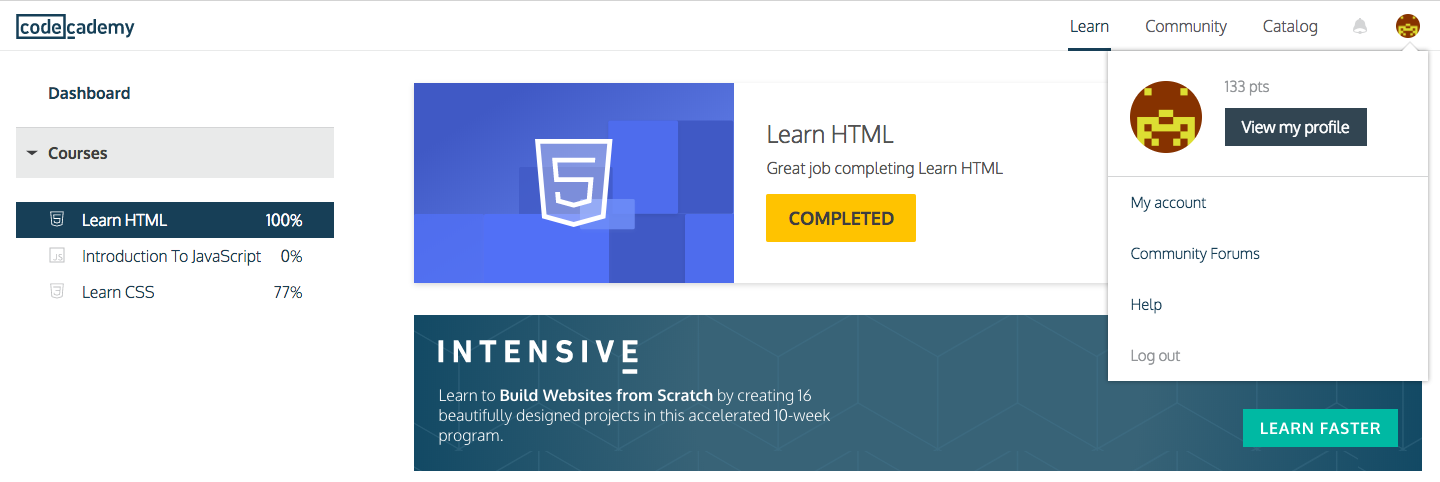 codecademy
Learn Community Catalog
Dashboard
Courses
Learn HTML 100%
JS Introduction To JavaScript 0%
Learn CSS 77%
5
Learn HTML
Great job completing Learn HTML
COMPLETED
133 pts
View my profile
My account
Community Forums
Help
Log out
INTENSIVE
Learn to Build Websites from Scratch by creating 16
beautifully designed projects in this accelerated 10-week
program.
LEARN FASTER